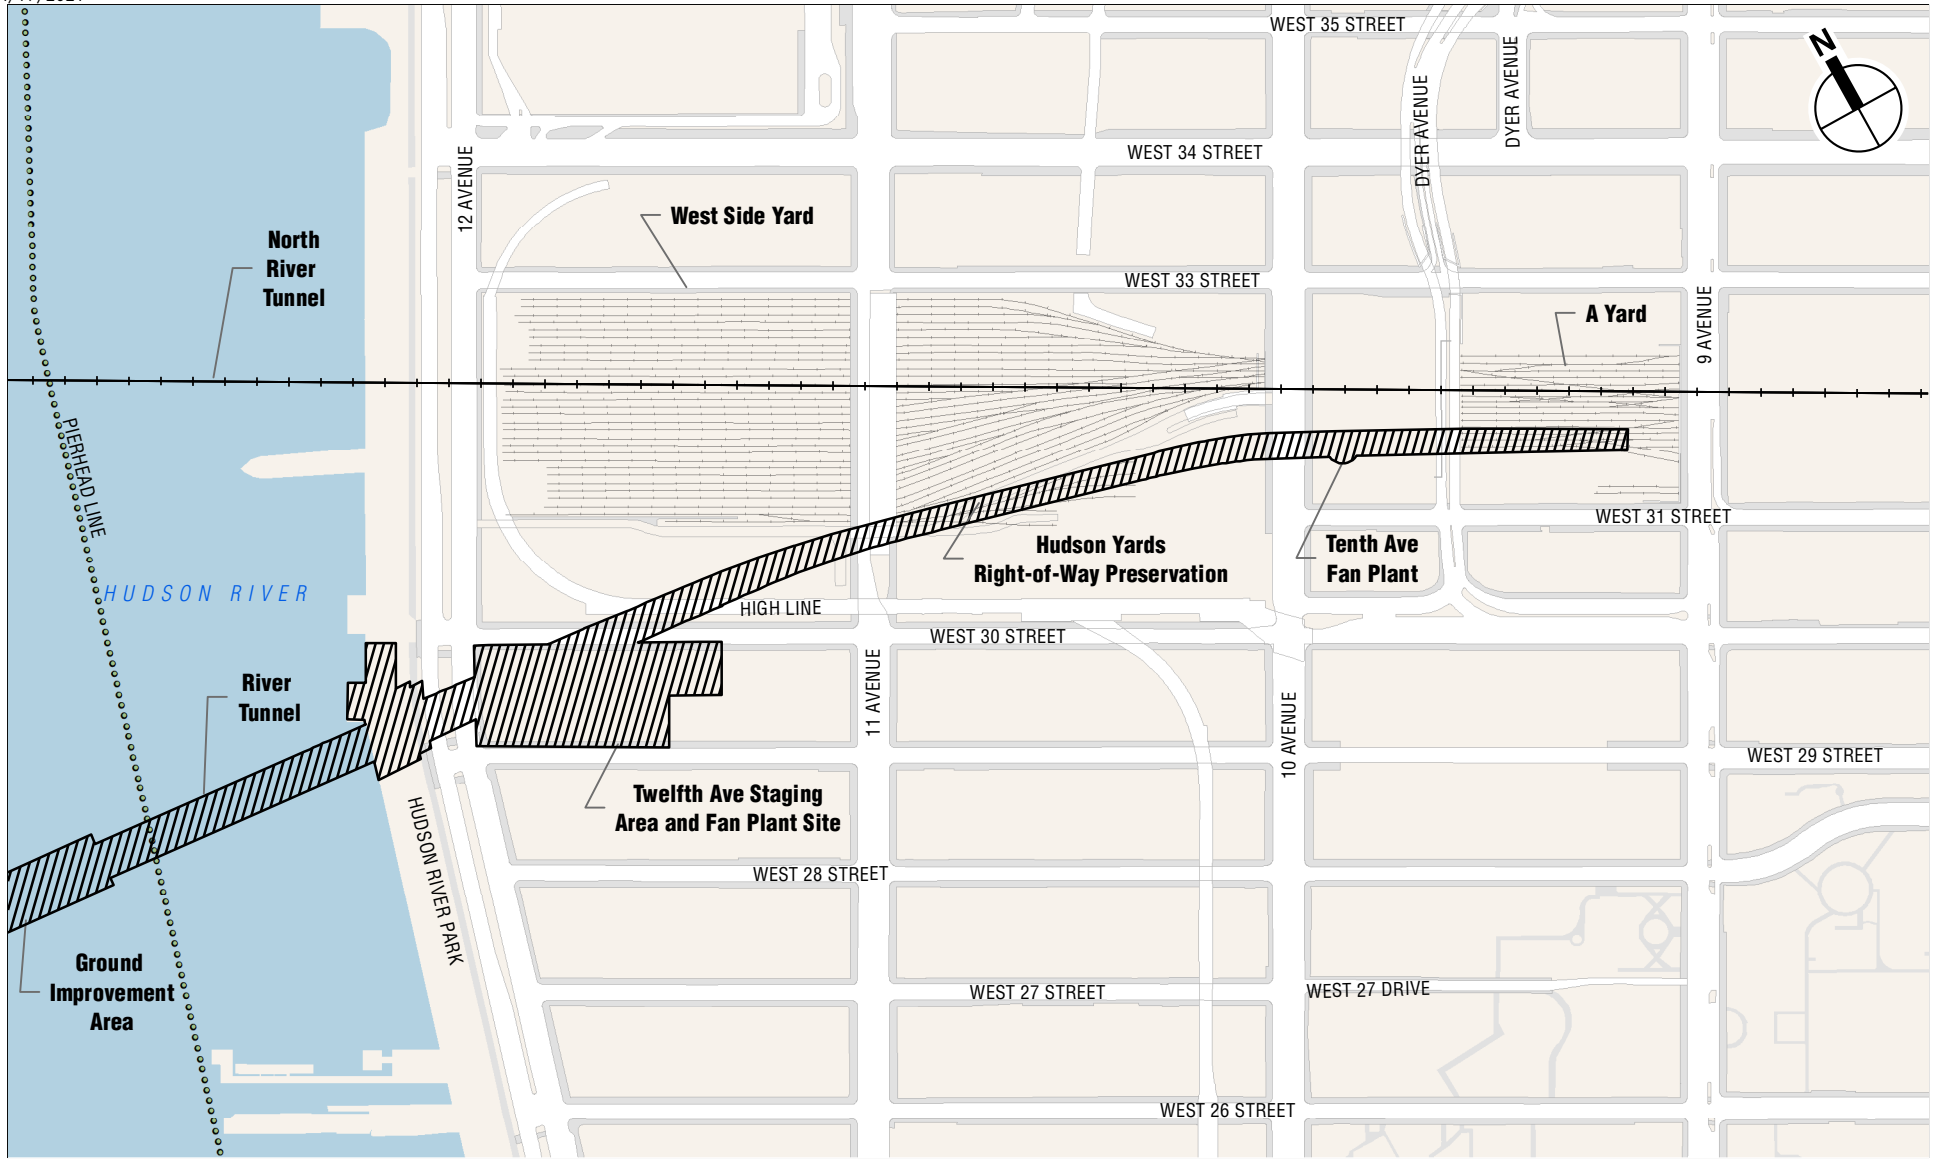 WEST 35 STREET
N
DYER AVENUE
DYER AVENUE
12 AVENUE
WEST 34 STREET
West Side Yard
North
River
Tunnel
WEST 33 STREET
A Yard
9 AVENUE
PIERHEAD LINE
WEST 31 STREET
Hudson Yards
Right-of-Way Preservation
Tenth Ave
Fan Plant
HUDSON RIVER
HIGH LINE
WEST 30 STREET
11 AVENUE
10 AVENUE
River
Tunnel
WEST 29 STREET
Twelfth Ave Staging
Area and Fan Plant Site
HUDSON RIVER PARK
WEST 28 STREET
Ground
Improvement
Area
WEST 27 STREET
WEST 27 DRIVE
WEST 26 STREET